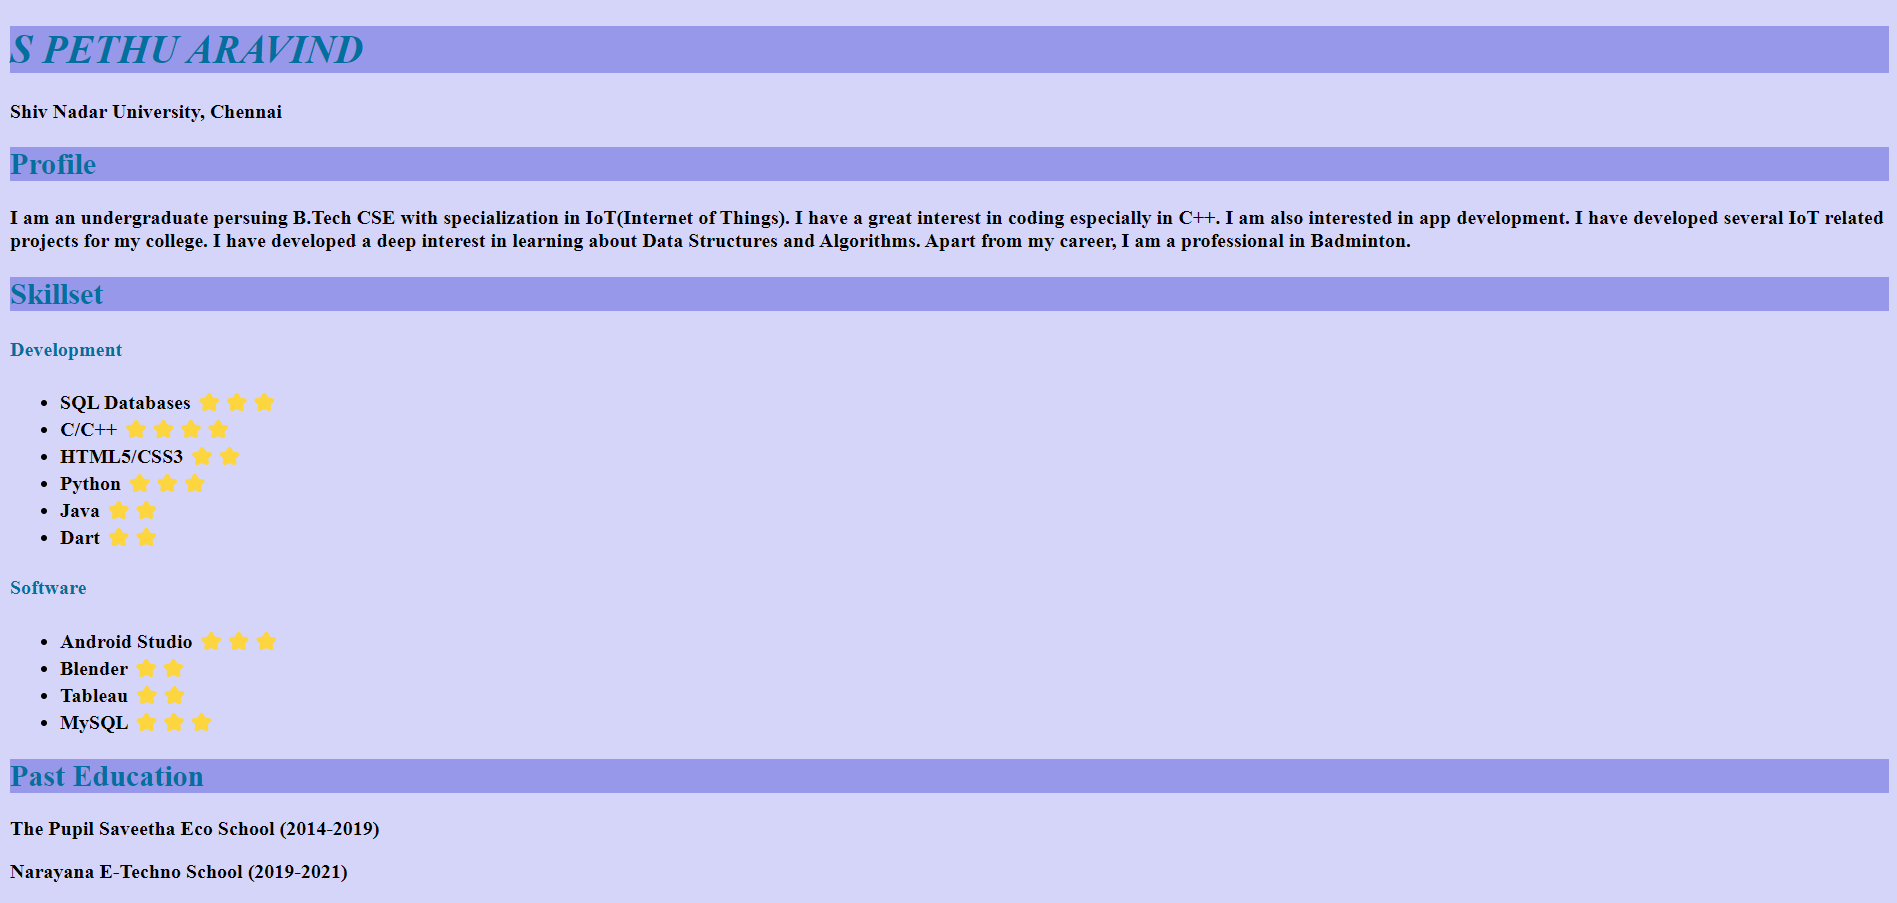 S PETHU ARAVIND
Shiv Nadar University, Chennai
Profile
I am an undergraduate persuing B.Tech CSE with specialization in IoT(Internet of Things). I have a great interest in coding especially in C++. I am also interested in app development. I have developed several IoT related
projects for my college. I have developed a deep interest in learning about Data Structures and Algorithms. Apart from my career, I am a professional in Badminton.
Skillset
Development
SQL Databases
C/C++
HTML5/CSS3
Python
Java
Dart
Software
Android Studio
Blender
Tableau
MySQL
Past Education
The Pupil Saveetha Eco School (2014-2019)
Narayana E-Techno School (2019-2021)